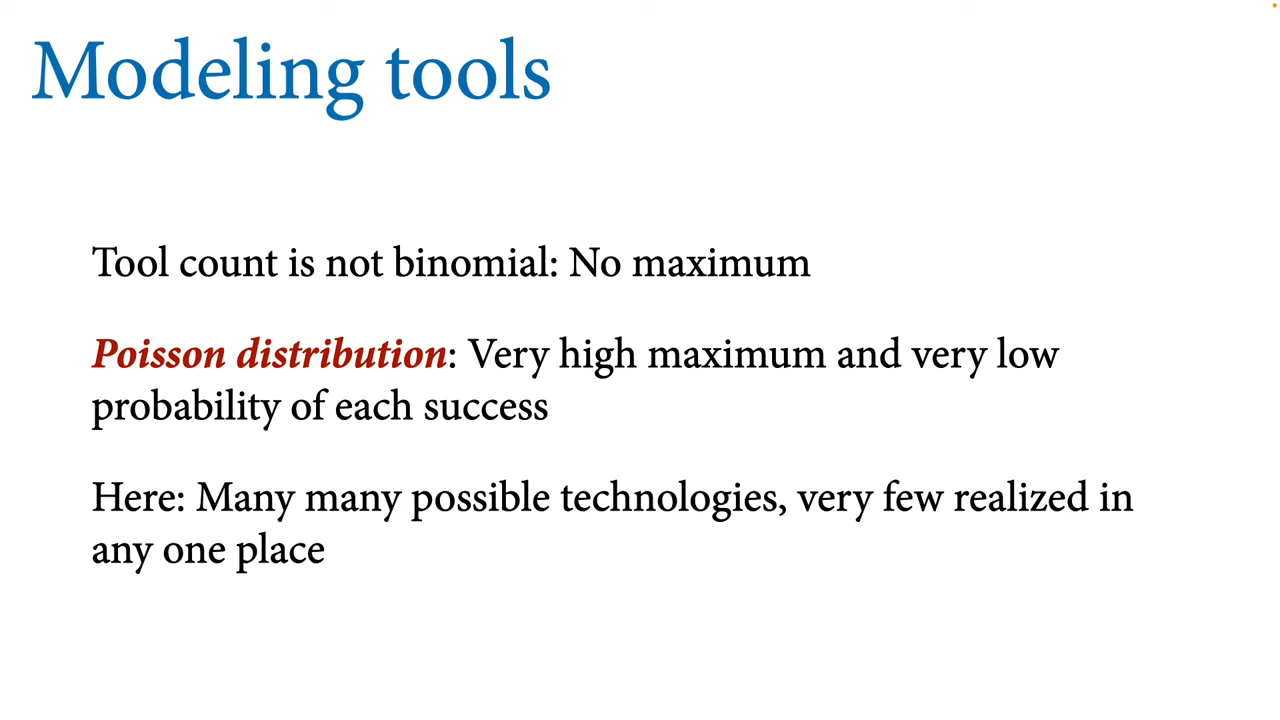 Modeling tools
Tool count is not binomial: No maximum
Poisson distribution: Very high maximum and very low
probability of each success
Here: Many many possible technologies, very few realized in
any one place